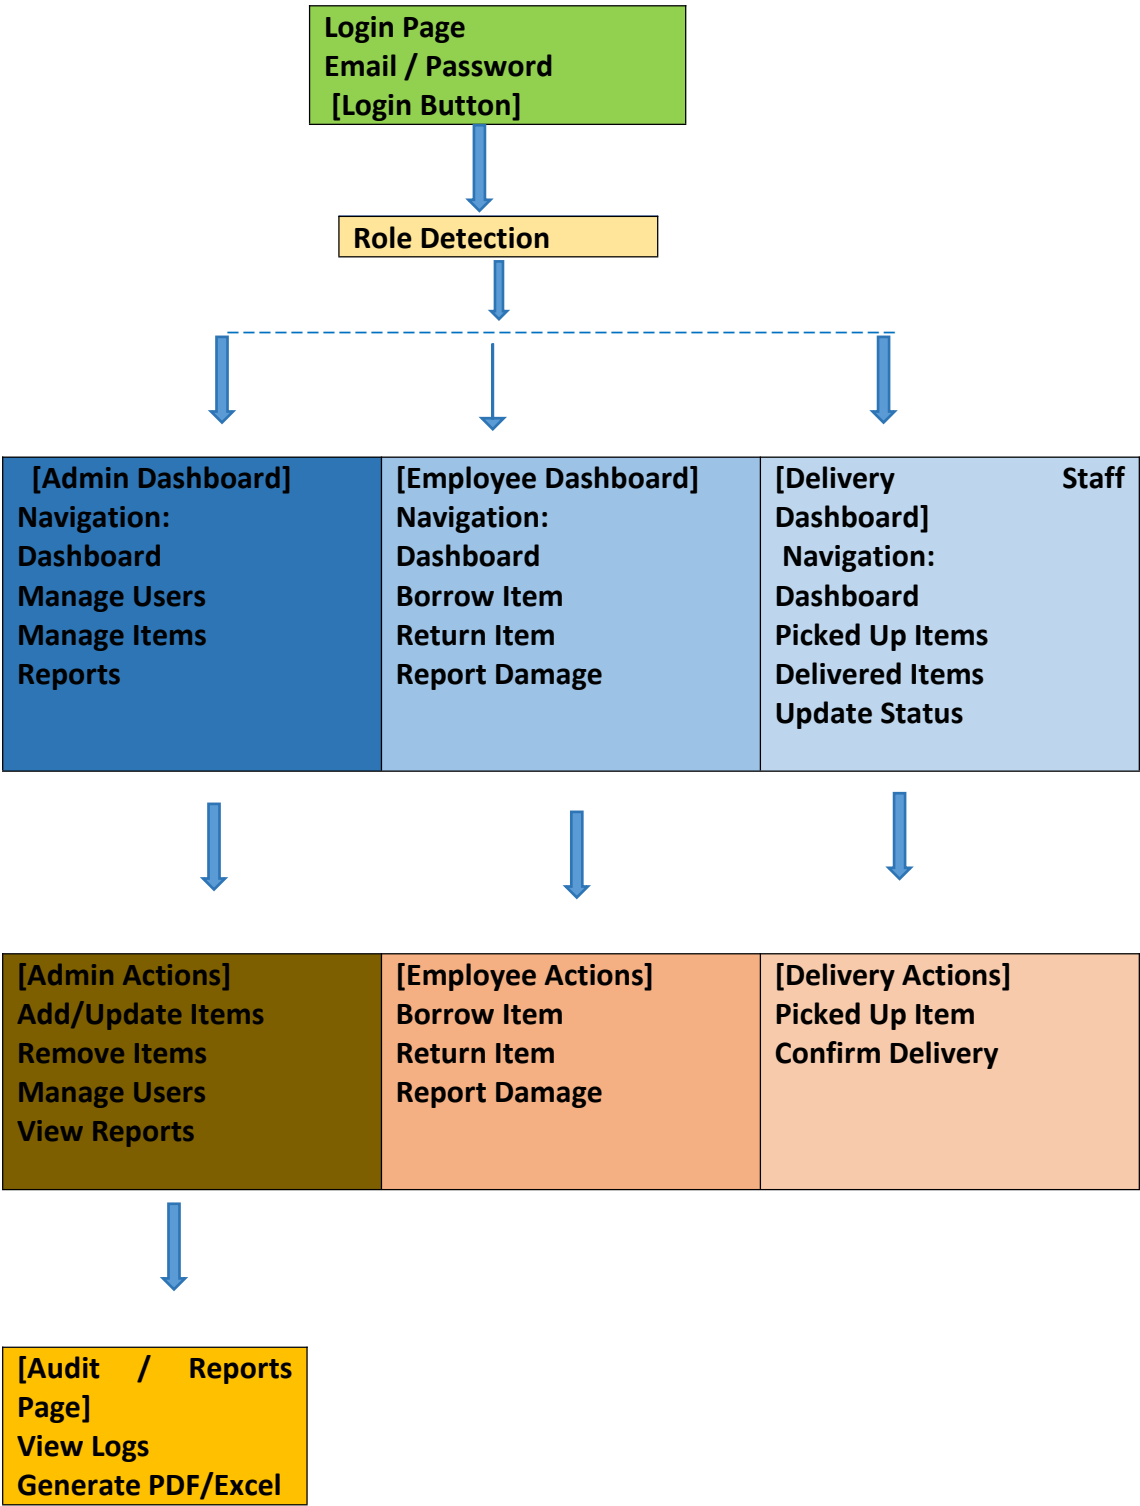 Login Page
Email / Password
[Login Button]
Role Detection
[Admin Dashboard]
Navigation:
Dashboard
Manage Users
Manage Items
Reports
[Employee Dashboard]
Navigation:
Dashboard
Borrow Item
Return Item
Report Damage
[Delivery Staff
Dashboard]
Navigation:
Dashboard
Picked Up Items
Delivered Items
Update Status
[Admin Actions]
Add/Update Items
Remove Items
Manage Users
View Reports
[Employee Actions]
Borrow Item
Return Item
Report Damage
[Delivery Actions]
Picked Up Item
Confirm Delivery
[Audit / Reports
Page]
View Logs
Generate PDF/Excel